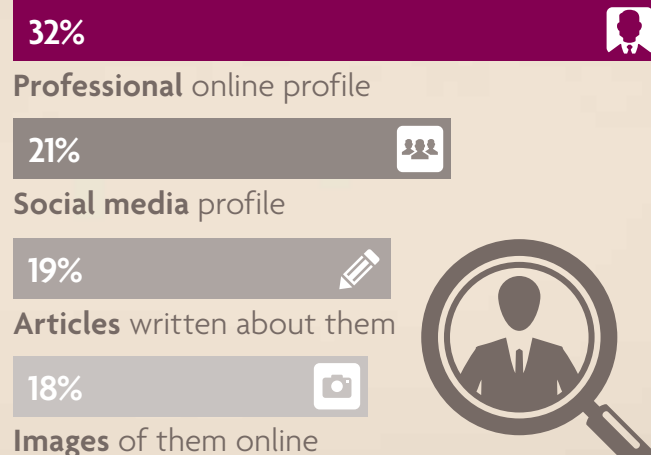 32%
Professional online profile
21%
Social media profile
19%
Articles written about them
18%
Images of them online